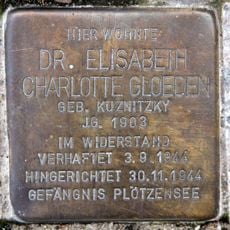 HIER WOHNTE
DR. ELISABETH
CHARLOTTE GLOEDEN
GEB. KUZNITZKY
JG. 1903
IM WIDERSTAND
VERHAFTET 3.9.1944
HINGERICHTET 30.11.1944
GEFÄNGNIS PLÖTZENSEE